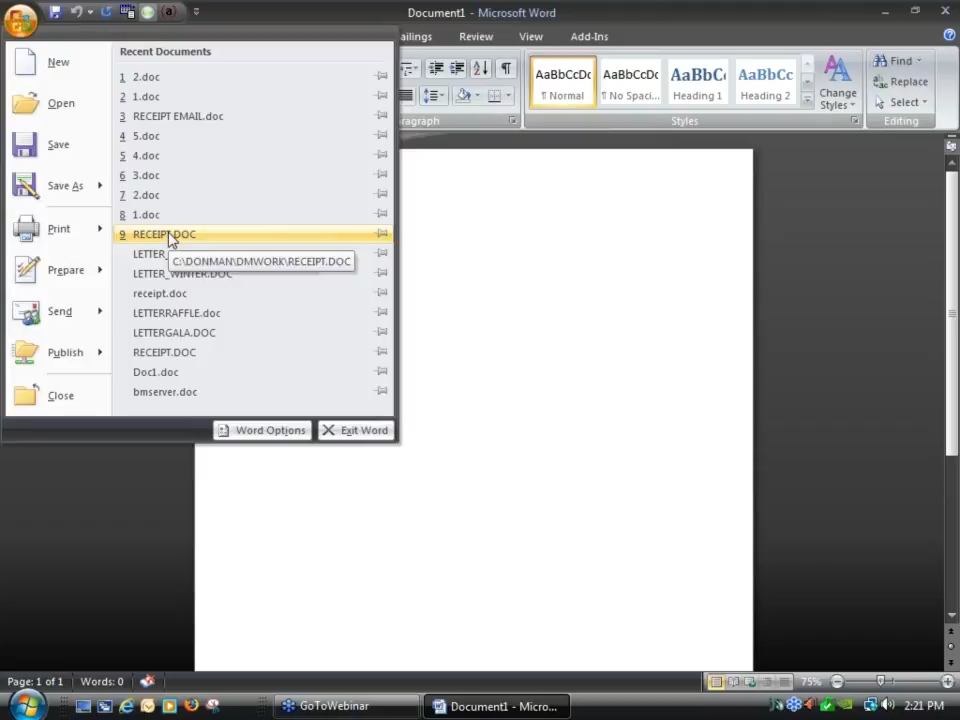 Document1 - Microsoft Word
ailings Review View Add-Ins
Recent Documents
New
Open
Save
Save As
Print
Prepare
Send
Publish
Close
1 2.doc
2 1.doc
3 RECEIPT EMAIL.doc
4 5.doc
5 4.doc
6 3.doc
7 2.doc
8 1.doc
9 RECEIPT.DOC
LETTER_
C:\DONMAN\DMWORK\RECEIPT.DOC
LETTER_WINTER.DOC
receipt.doc
LETTERRAFFLE.doc
LETTERGALA.DOC
RECEIPT.DOC
Doc1.doc
bmserver.doc
Word Options
Exit Word
AaBbCcDc
¶ Normal
AaBbCcDc
¶ No Spaci...
AaBbC
Heading 1
AaBbCc
Heading 2
Change
Styles
Find
Replace
Select
aragraph
Styles
Editing
Page: 1 of 1 Words: 0
75%
GoToWebinar
Document1 - Micro...
2:21 PM